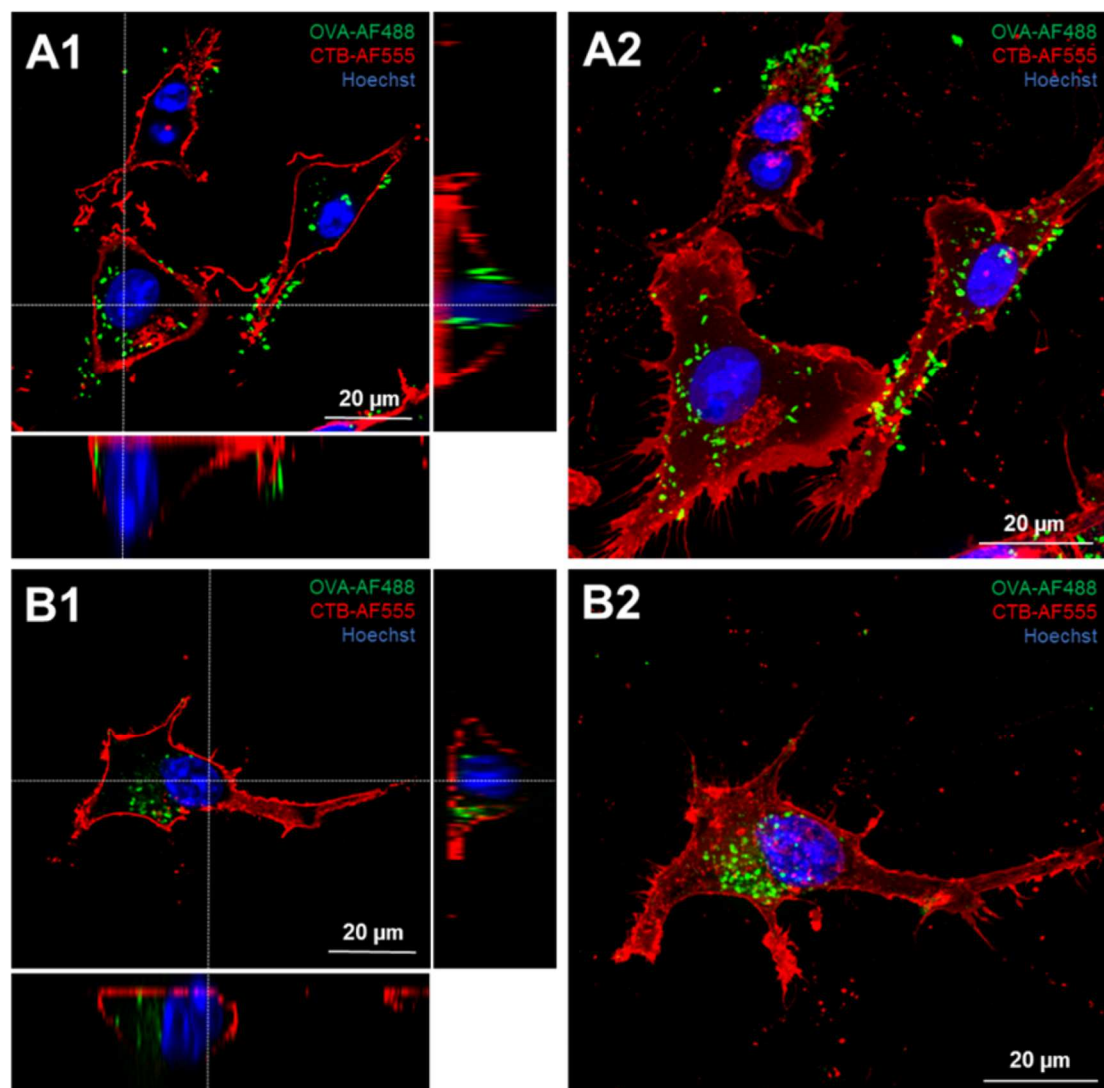 A1
OVA-AF488
CTB-AF555
Hoechst
20 µm
A2
OVA-AF488
CTB-AF555
Hoechst
20 µm
B1
OVA-AF488
CTB-AF555
Hoechst
20 µm
B2
OVA-AF488
CTB-AF555
Hoechst
20 µm